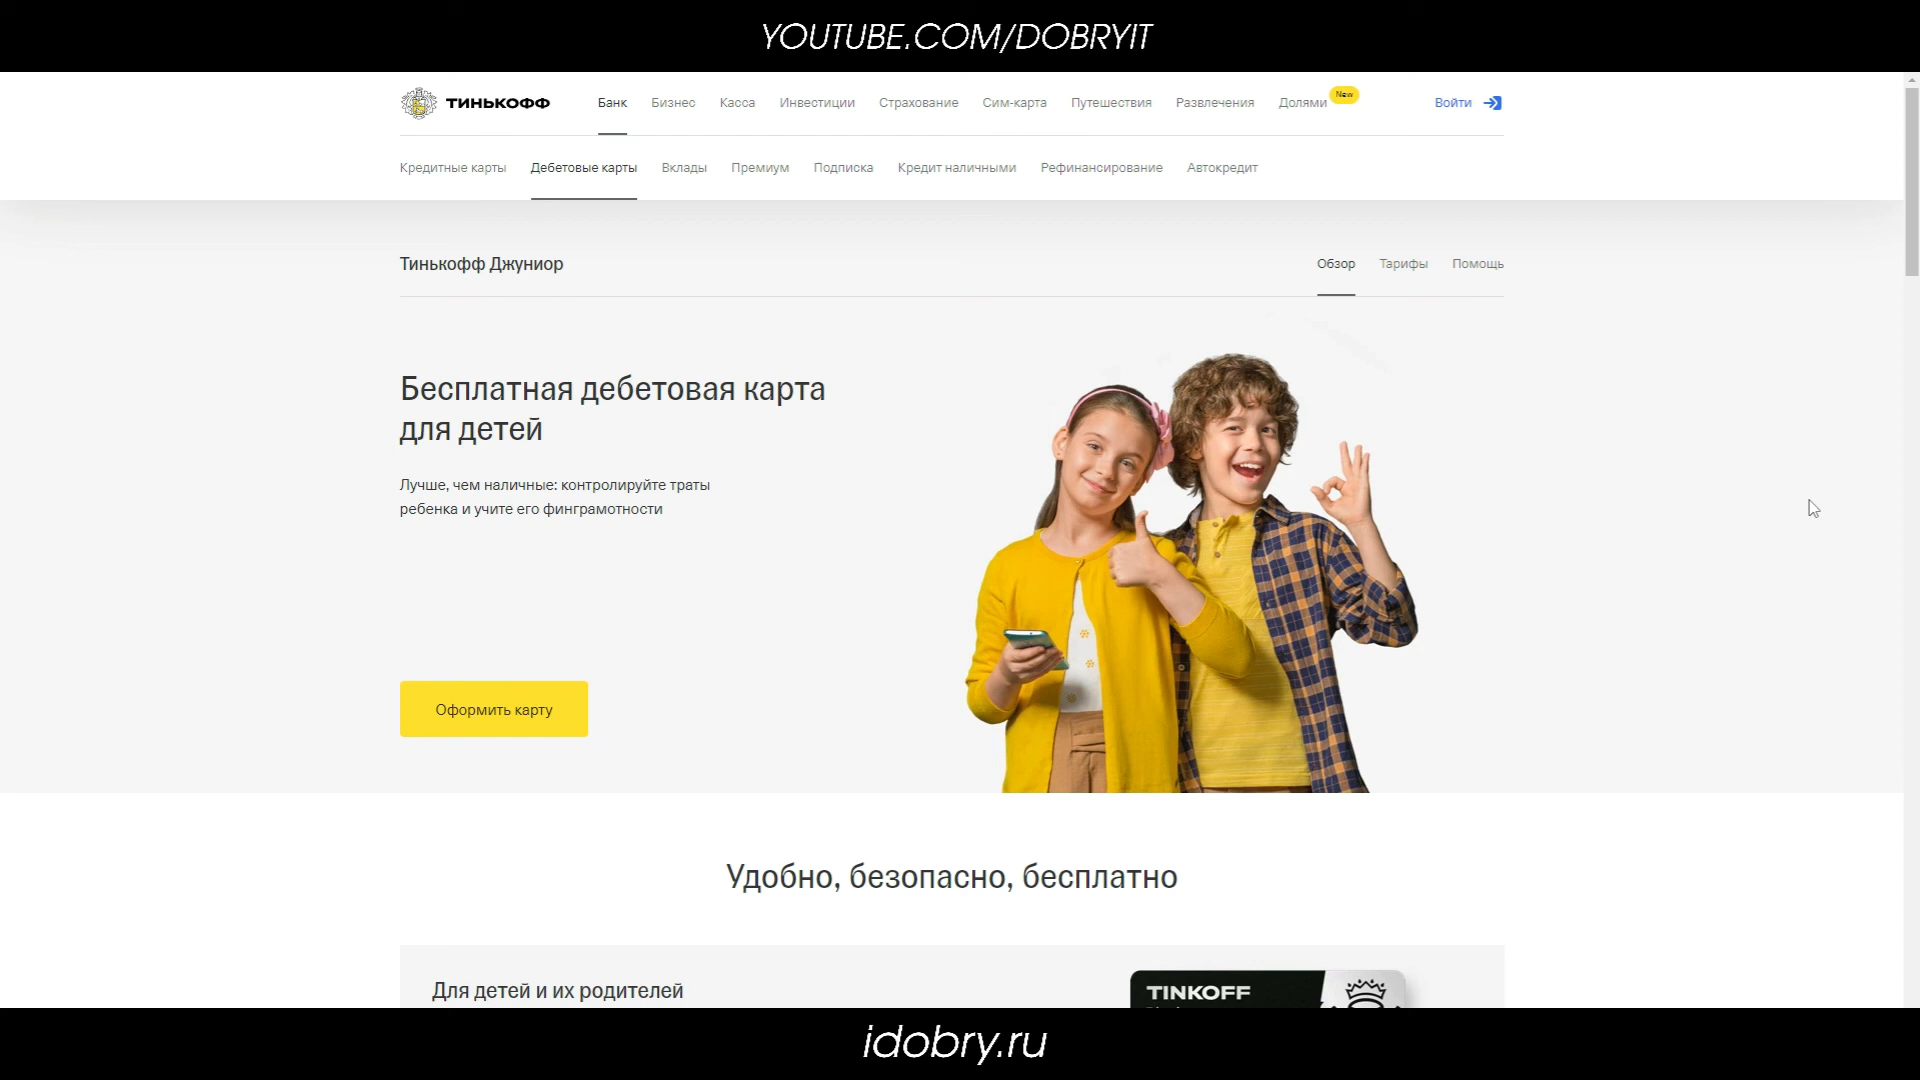 YOUTUBE.COM/DOBRYIT
ТИНЬКОФФ
Банк Бизнес Касса Инвестиции Страхование Сим-карта Путешествия Развлечения Долями New Войти
Кредитные карты Дебетовые карты Вклады Премиум Подписка Кредит наличными Рефинансирование Автокредит
Тинькофф Джуниор Обзор Тарифы Помощь
Бесплатная дебетовая карта
для детей
Лучше, чем наличные: контролируйте траты
ребенка и учите его финграмотности
Оформить карту
Удобно, безопасно, бесплатно
Для детей и их родителей
TINKOFF
idobry.ru